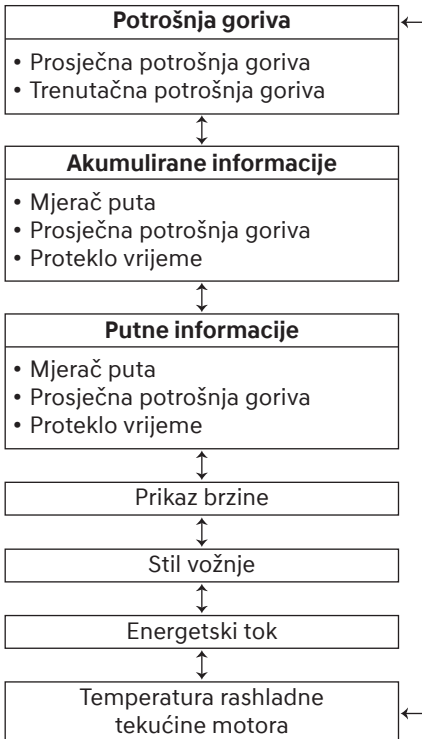 Potrošnja goriva
• Prosječna potrošnja goriva
• Trenutačna potrošnja goriva
Akumulirane informacije
• Mjerač puta
• Prosječna potrošnja goriva
• Proteklo vrijeme
Putne informacije
• Mjerač puta
• Prosječna potrošnja goriva
• Proteklo vrijeme
Prikaz brzine
Stil vožnje
Energetski tok
Temperatura rashladne
tekućine motora